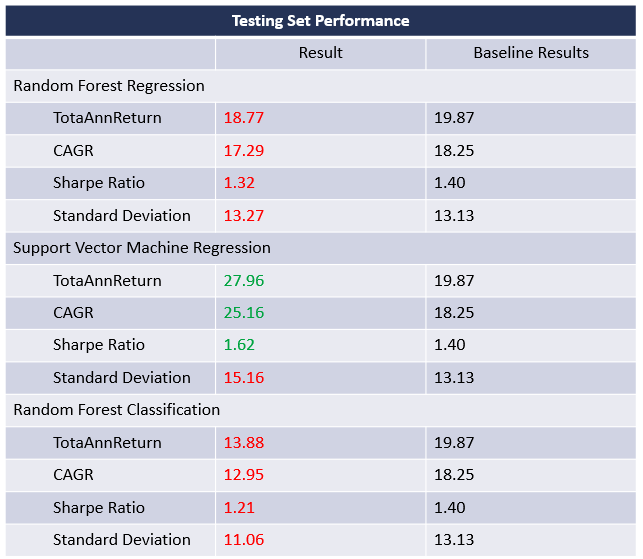 Testing Set Performance
Result Baseline Results
Random Forest Regression
TotaAnnReturn 18.77 19.87
CAGR 17.29 18.25
Sharpe Ratio 1.32 1.40
Standard Deviation 13.27 13.13
Support Vector Machine Regression
TotaAnnReturn 27.96 19.87
CAGR 25.16 18.25
Sharpe Ratio 1.62 1.40
Standard Deviation 15.16 13.13
Random Forest Classification
TotaAnnReturn 13.88 19.87
CAGR 12.95 18.25
Sharpe Ratio 1.21 1.40
Standard Deviation 11.06 13.13